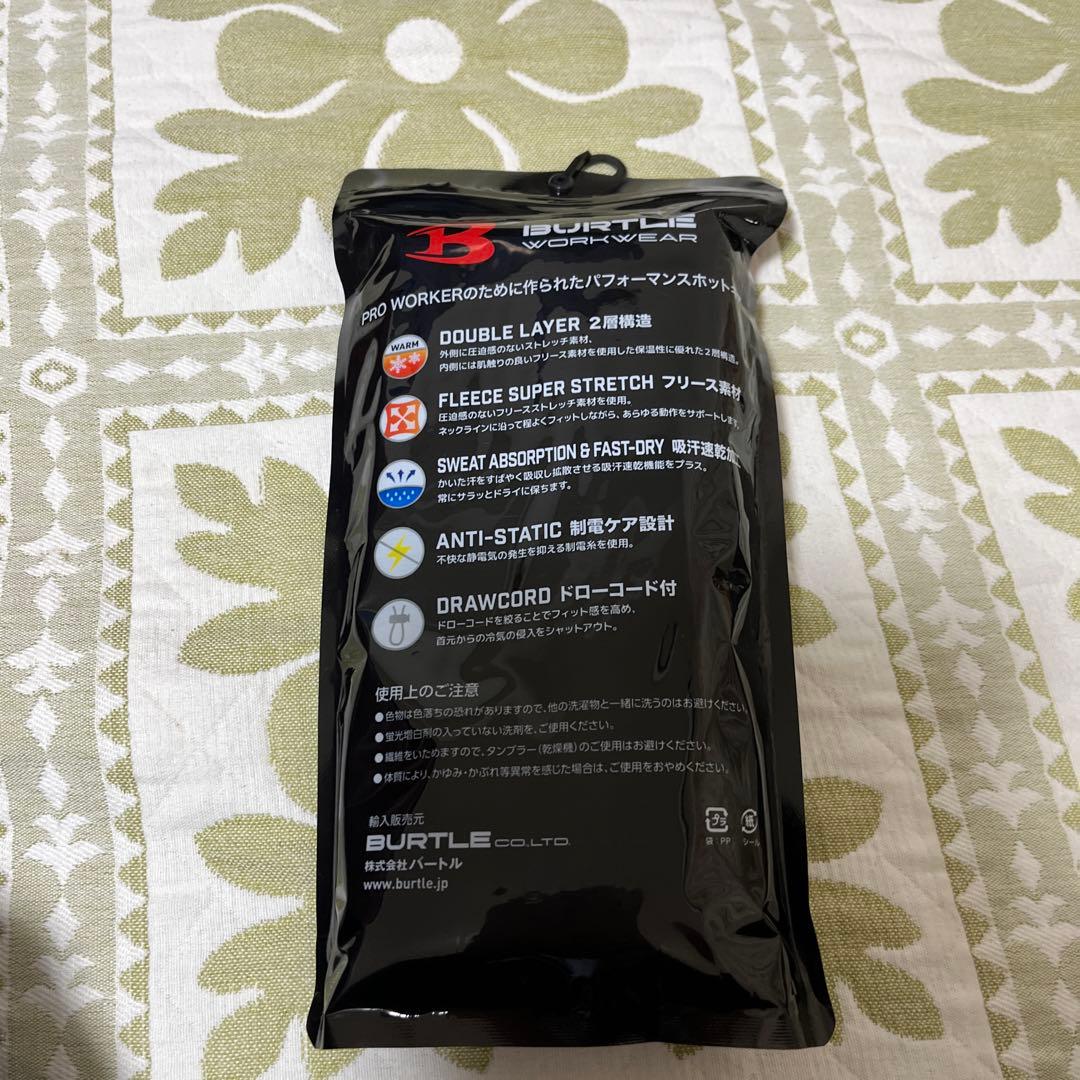 BURTLE
WORKWEAR
PRO WORKERのために作られたパフォーマンスホット
WARM
DOUBLE LAYER 2層構造
外側に圧迫感のないストレッチ素材、
内側には肌触りの良いフリース素材を使用した保温性に優れた2層構造。
FLEECE SUPER STRETCH フリース素材
圧迫感のないフリースストレッチ素材を使用。
ネックラインに沿って程よくフィットしながら、あらゆる動作をサポートします。
SWEAT ABSORPTION & FAST-DRY 吸汗速乾加工
かいた汗をすばやく吸収し拡散させる吸汗速乾機能をプラス。
常にサラッとドライに保ちます。
ANTI-STATIC 制電ケア設計
不快な静電気の発生を抑える制電糸を使用。
DRAWCORD ドローコード付
ドローコードを絞ることでフィット感を高め、
首元からの冷気の侵入をシャットアウト。
使用上のご注意
●色物は色落ちの恐れがありますので、他の洗濯物と一緒に洗うのはお避けください。
●蛍光増白剤の入っていない洗剤を、ご使用ください。
●繊維をいためますので、タンブラー(乾燥機)のご使用はお避けください。
●体質により、かゆみ・かぶれ等異常を感じた場合は、ご使用をおやめください。
輸入販売元
BURTLE CO.,LTD.
株式会社バートル
www.burtle.jp
プラ 紙
袋:PP シール